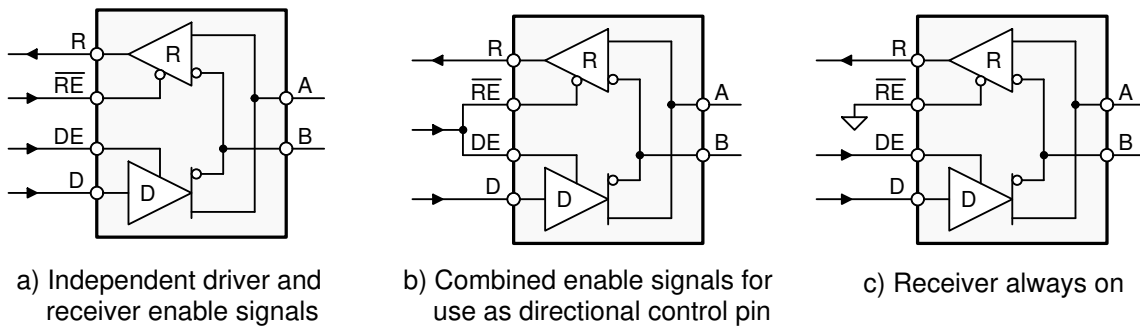 R
R
RE
A
DE
B
D
D
a) Independent driver and
receiver enable signals
R
R
RE
A
DE
B
D
D
b) Combined enable signals for
use as directional control pin
R
R
RE
A
DE
B
D
D
c) Receiver always on